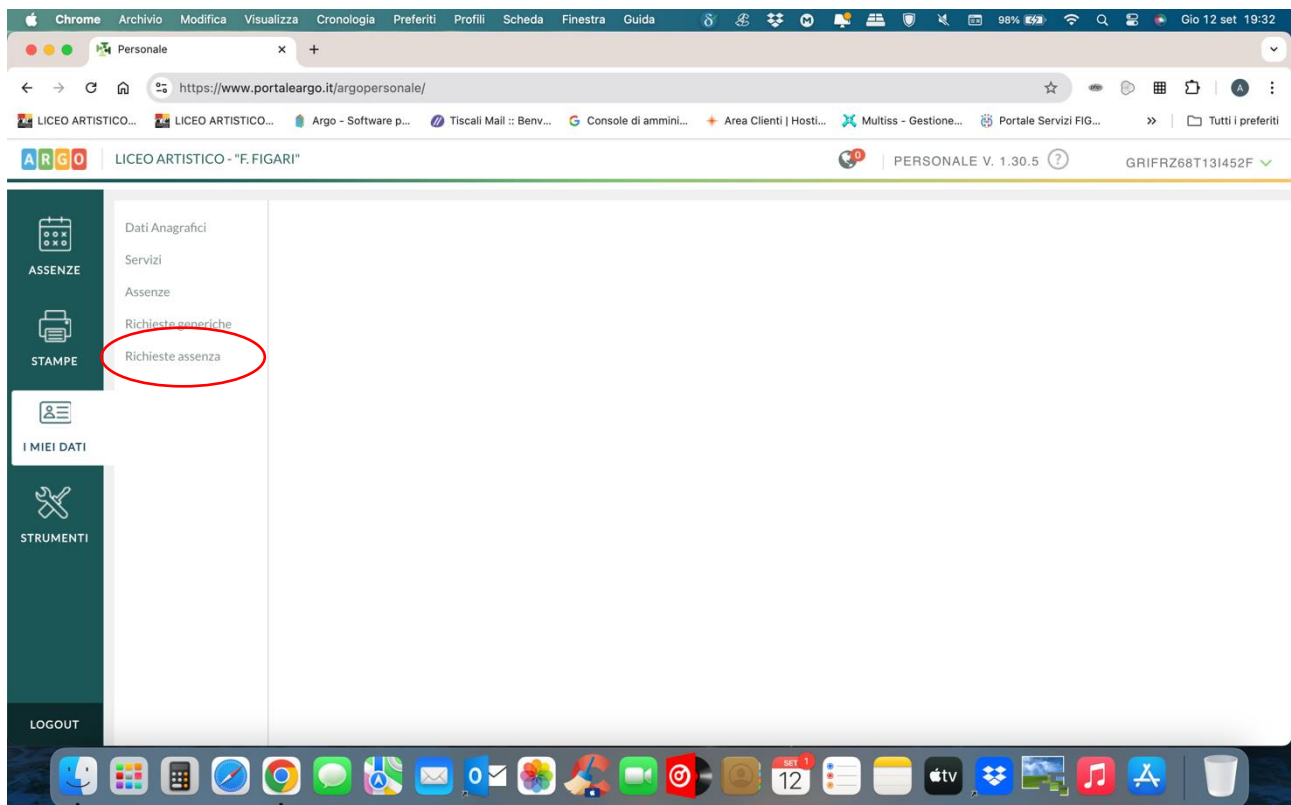 Chrome Archivio Modifica Visualizza Cronologia Preferiti Profili Scheda Finestra Guida 98% Gio 12 set 19:32
Personale
https://www.portaleargo.it/argopersonale/
A
LICEO ARTISTICO... LICEO ARTISTICO... Argo - Software p... Tiscali Mail :: Benv... Console di ammini... Area Clienti | Hosti... Multiss - Gestione... Portale Servizi FIG... » Tutti i preferiti
ARGO LICEO ARTISTICO - "F. FIGARI" 0 PERSONALE V. 1.30.5 ? GRIFRZ68T13I452F
ASSENZE
STAMPE
I MIEI DATI
STRUMENTI
LOGOUT
Dati Anagrafici
Servizi
Assenze
Richieste generiche
Richieste assenza
SET 1
12
tv